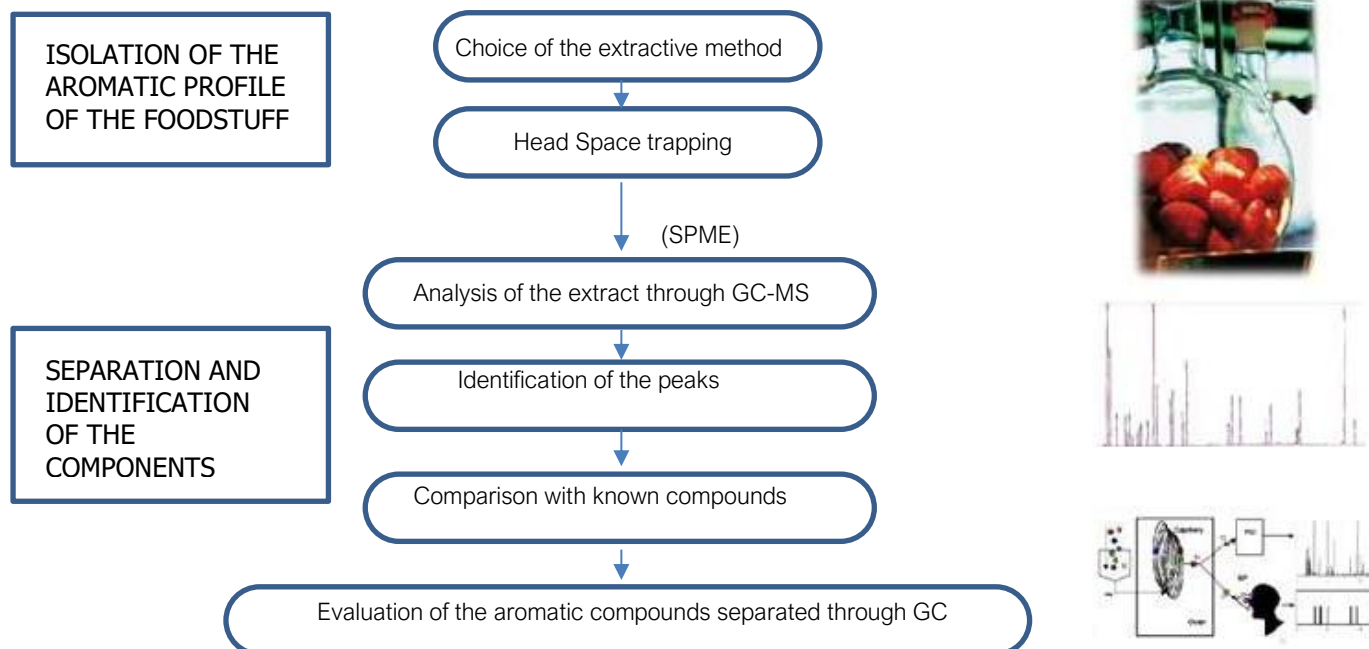 ISOLATION OF THE
AROMATIC PROFILE
OF THE FOODSTUFF
Choice of the extractive method
Head Space trapping
(SPME)
Analysis of the extract through GC-MS
SEPARATION AND
IDENTIFICATION
OF THE
COMPONENTS
Identification of the peaks
Comparison with known compounds
Evaluation of the aromatic compounds separated through GC
Capillary
Oven